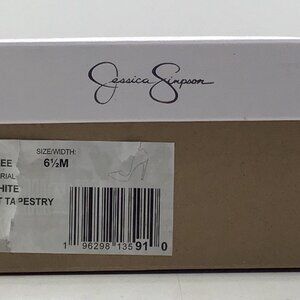 Jessica Simpson
SIZE/WIDTH:
EE 6½M
RIAL
HITE
T TAPESTRY
1 96298 13591 0